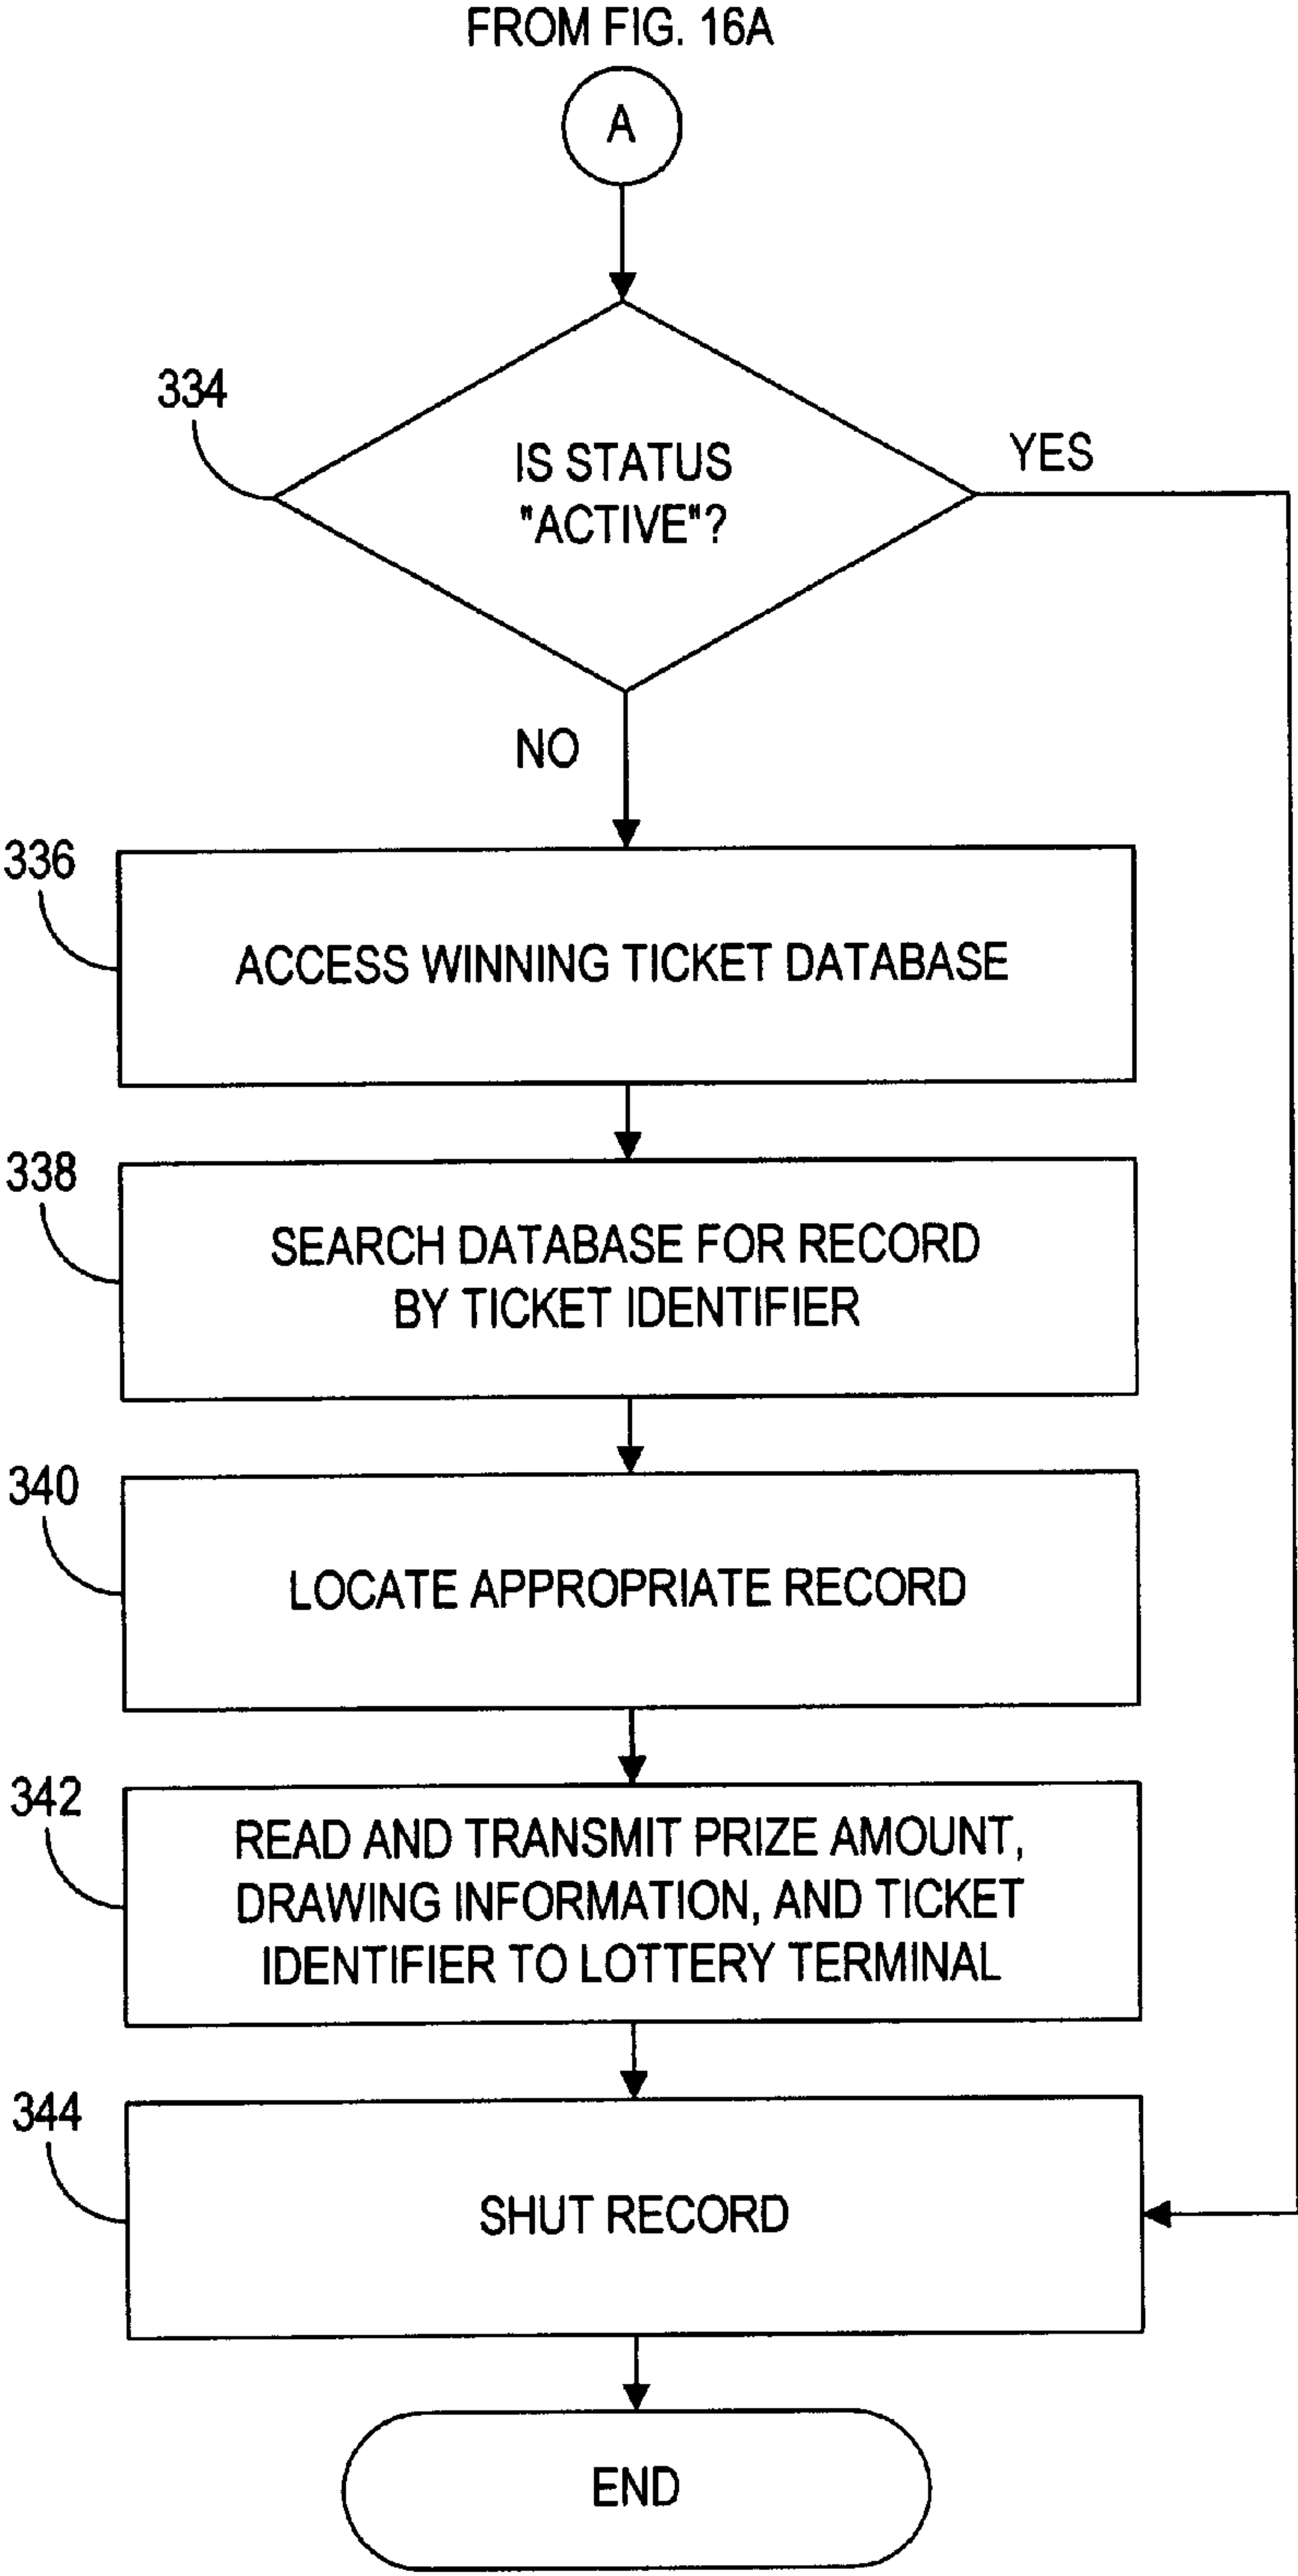 FROM FIG. 16A
A
334
IS STATUS
"ACTIVE"?
YES
NO
336
ACCESS WINNING TICKET DATABASE
338
SEARCH DATABASE FOR RECORD
BY TICKET IDENTIFIER
340
LOCATE APPROPRIATE RECORD
342
READ AND TRANSMIT PRIZE AMOUNT,
DRAWING INFORMATION, AND TICKET
IDENTIFIER TO LOTTERY TERMINAL
344
SHUT RECORD
END